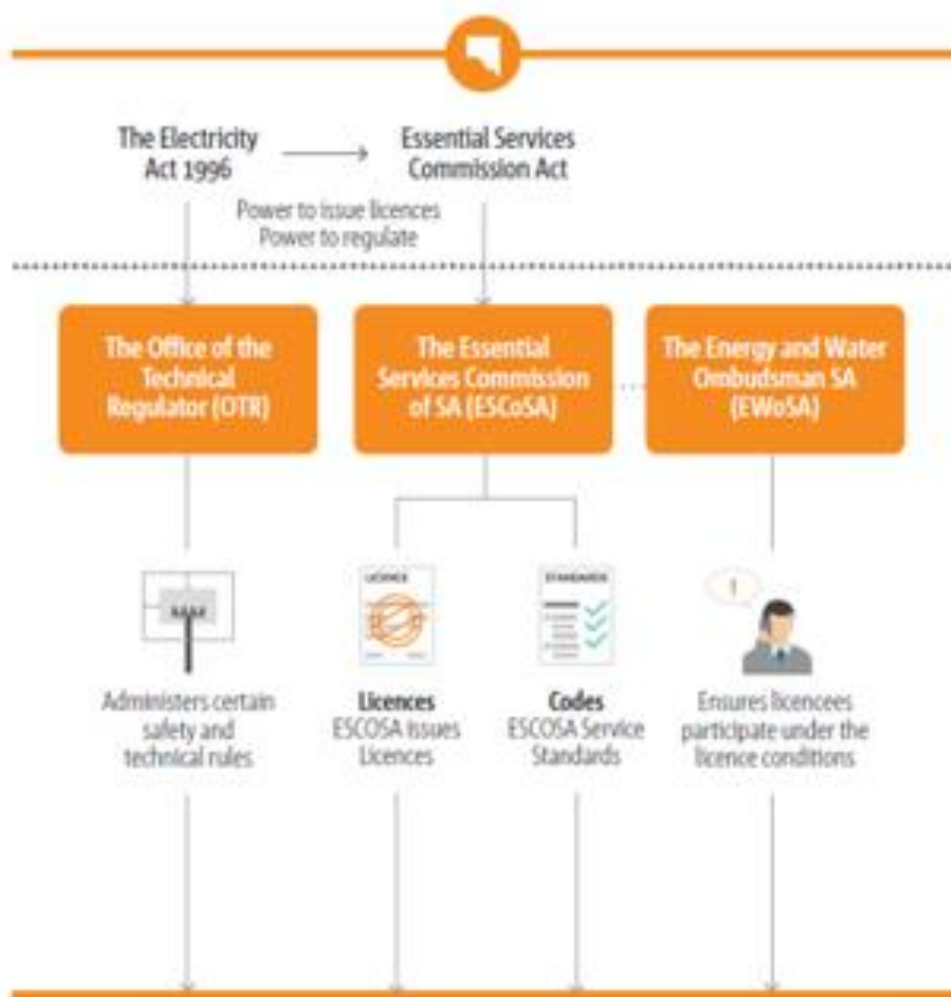 The Electricity
Act 1996
Essential Services
Commission Act
Power to issue licences
Power to regulate
The Office of the
Technical
Regulator (OTR)
The Essential
Services Commission
of SA (ESCoSA)
The Energy and Water
Ombudsman SA
(EWoSA)
LICENCE
STANDARDS
!
Administers certain
safety and
technical rules
Licences
ESCOSA issues
Licences
Codes
ESCOSA Service
Standards
Ensures licencees
participate under the
licence conditions